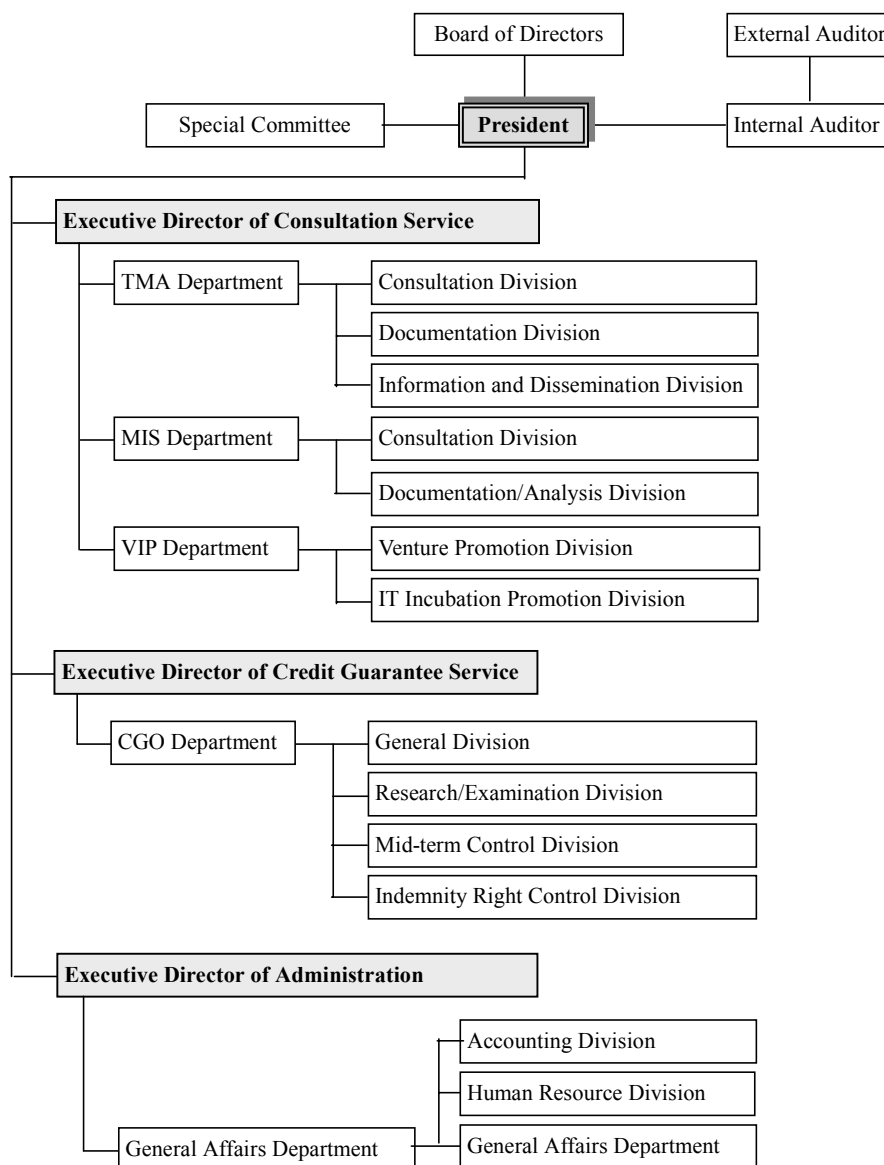 Board of Directors
External Auditor
Special Committee
President
Internal Auditor
Executive Director of Consultation Service
TMA Department
Consultation Division
Documentation Division
Information and Dissemination Division
MIS Department
Consultation Division
Documentation/Analysis Division
VIP Department
Venture Promotion Division
IT Incubation Promotion Division
Executive Director of Credit Guarantee Service
CGO Department
General Division
Research/Examination Division
Mid-term Control Division
Indemnity Right Control Division
Executive Director of Administration
Accounting Division
Human Resource Division
General Affairs Department
General Affairs Department